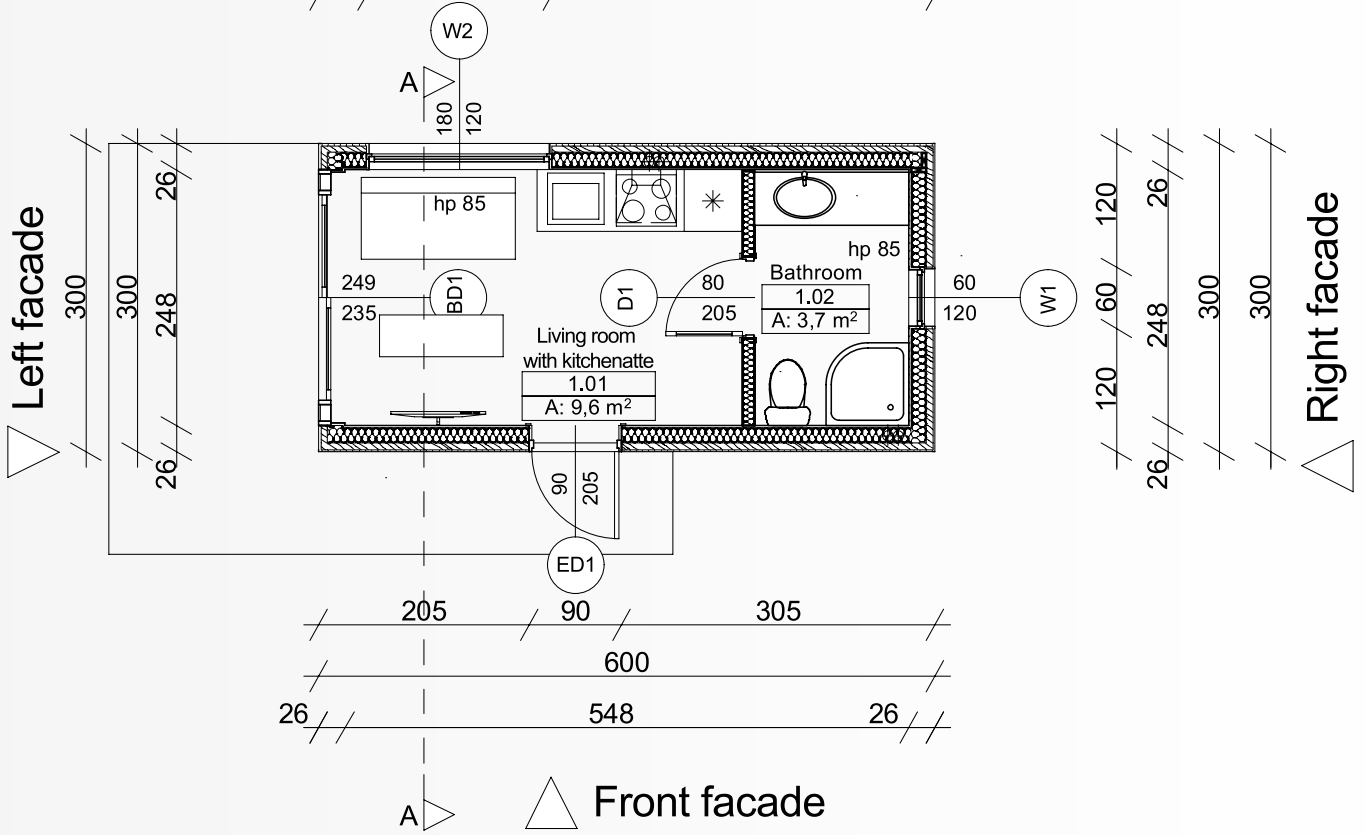 W2
A
180
120
300
300
26
248
26
Left facade
hp 85
249
235
BD1
D1
80
205
hp 85
Bathroom
1.02
A: 3,7 m²
60
120
W1
Living room
with kitchenatte
1.01
A: 9,6 m²
90
205
ED1
120
60
120
26
248
26
300
300
Right facade
205
90
305
600
26
548
26
A
Front facade